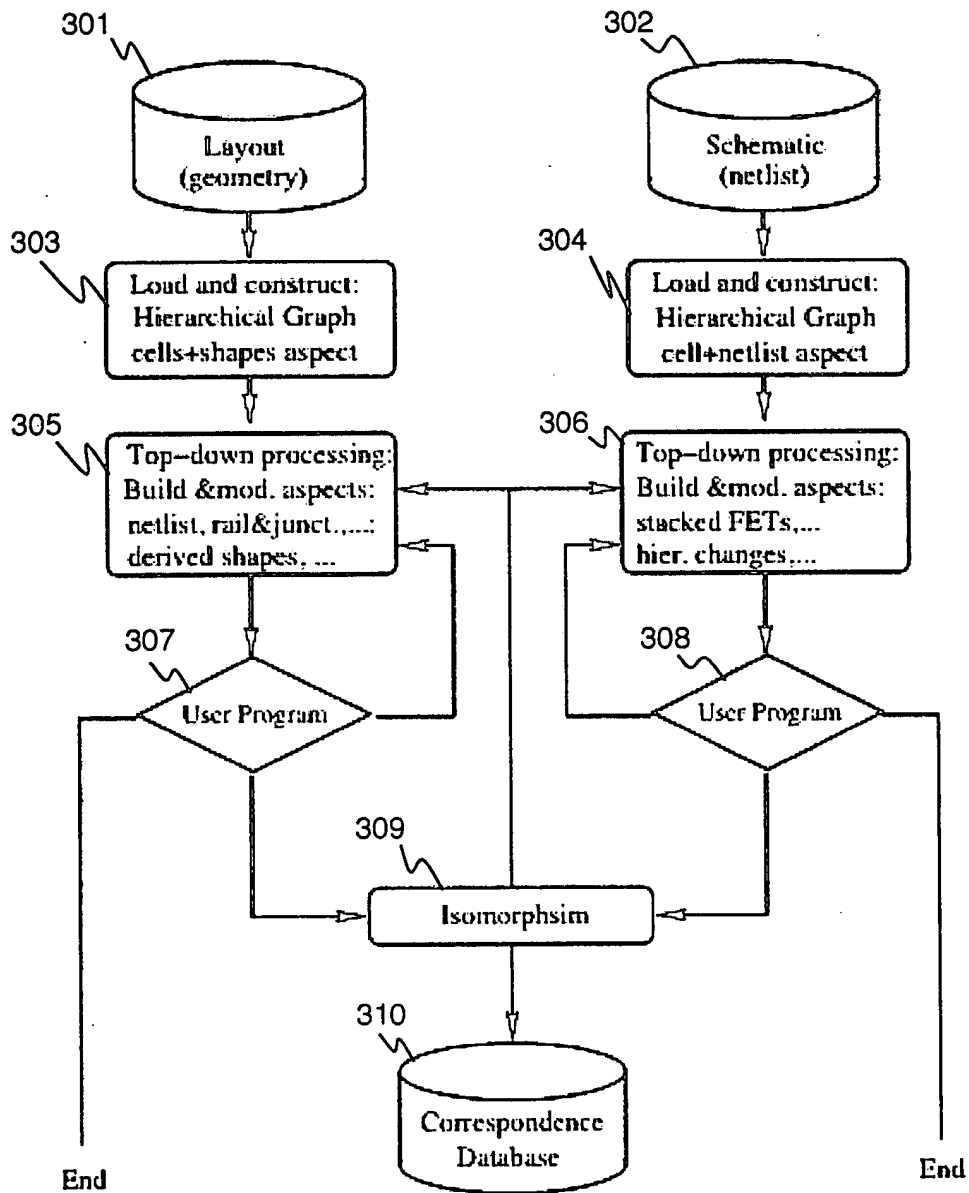 301
302
Layout
(geometry)
Schematic
(netlist)
303
304
Load and construct:
Hierarchical Graph
cells+shapes aspect
Load and construct:
Hierarchical Graph
cell+netlist aspect
305
306
Top-down processing:
Build &mod. aspects:
netlist, rail&junct.,...:
derived shapes, ...
Top-down processing:
Build &mod. aspects:
stacked FETs,...
hier. changes,...
307
308
User Program
User Program
309
Isomorphsim
310
Correspondence
Database
End
End